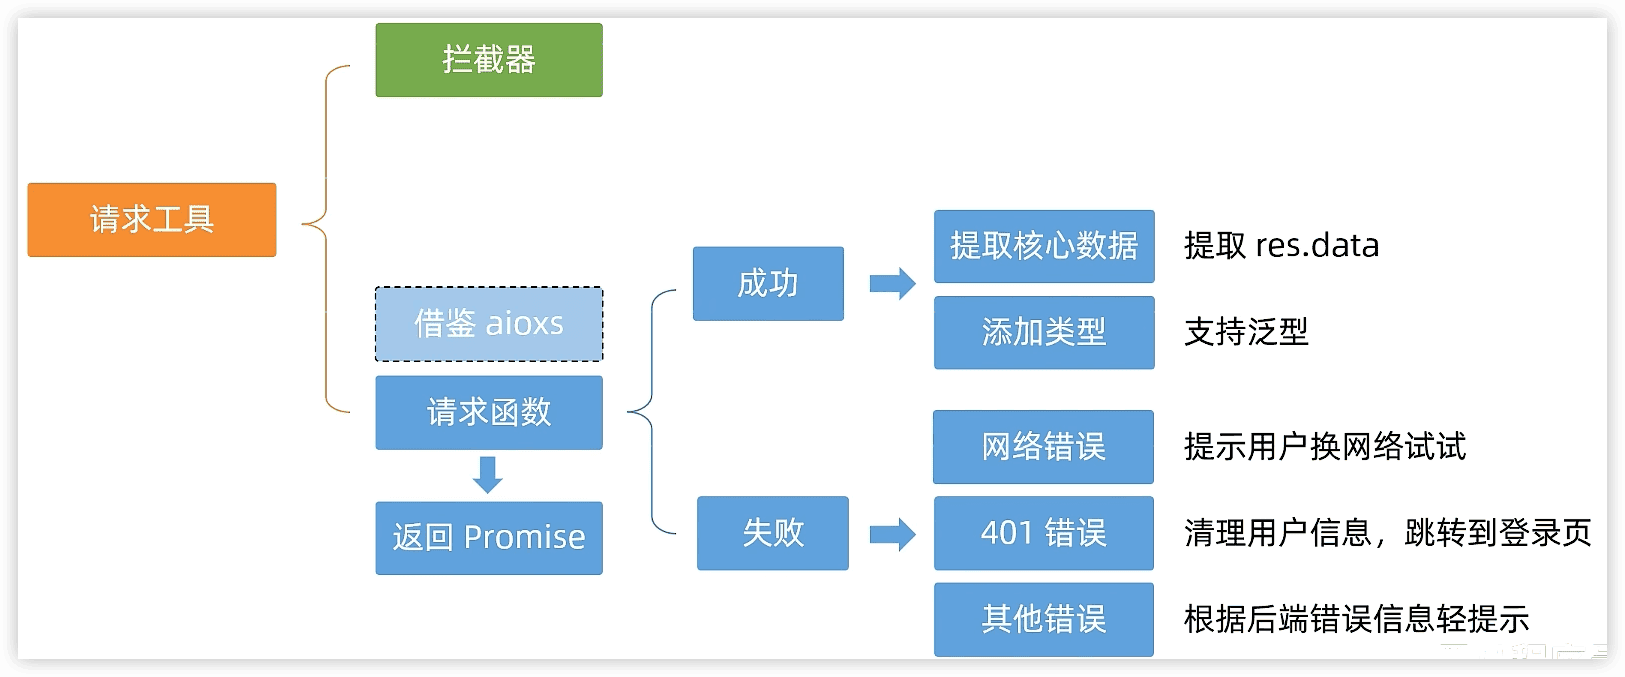 拦截器
请求工具
借鉴 aioxs
请求函数
返回 Promise
成功
提取核心数据 提取 res.data
添加类型 支持泛型
失败
网络错误 提示用户换网络试试
401 错误 清理用户信息，跳转到登录页
其他错误 根据后端错误信息轻提示